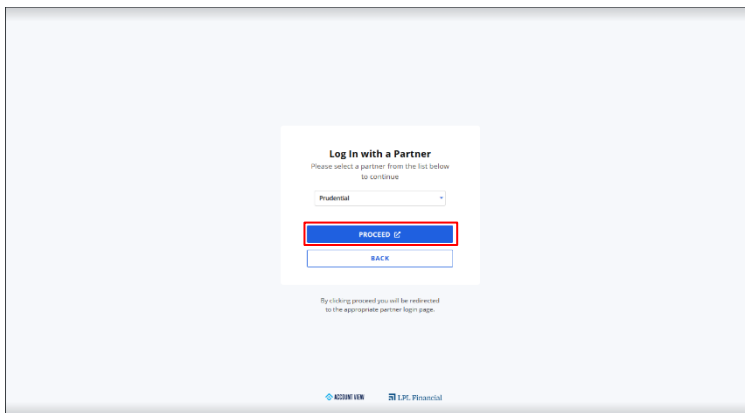 Log In with a Partner
Please select a partner from the list below
to continue
Prudential
PROCEED
BACK
By clicking proceed you will be redirected
to the appropriate partner login page.
ACCOUNT VIEW LPL Financial